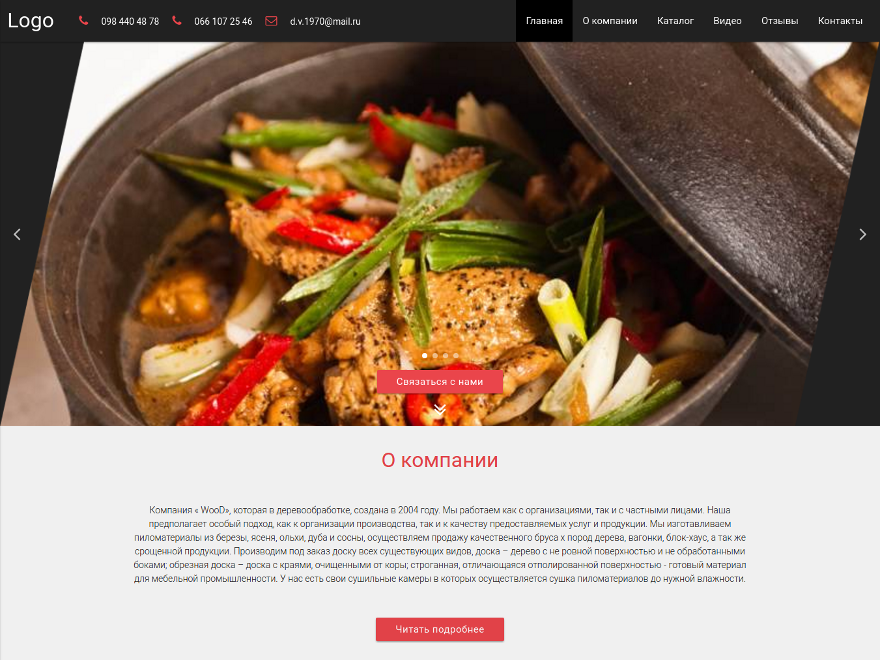 Logo
098 440 48 78
066 107 25 46
d.v.1970@mail.ru
Главная
О компании
Каталог
Видео
Отзывы
Контакты
Связаться с нами
О компании
Компания « WooD», которая в деревообработке, создана в 2004 году. Мы работаем как с организациями, так и с частными лицами. Наша
предполагает особый подход, как к организации производства, так и к качеству предоставляемых услуг и продукции. Мы изготавливаем
пиломатериалы из березы, ясеня, ольхи, дуба и сосны, осуществляем продажу качественного бруса х пород дерева, вагонки, блок-хаус, а так же
срощенной продукции. Производим под заказ доску всех существующих видов, доска – дерево с не ровной поверхностью и не обработанными
боками; обрезная доска – доска с краями, очищенными от коры; строганная, отличающаяся отполированной поверхностью - готовый материал
для мебельной промышленности. У нас есть свои сушильные камеры в которых осуществляется сушка пиломатериалов до нужной влажности.
Читать подробнее